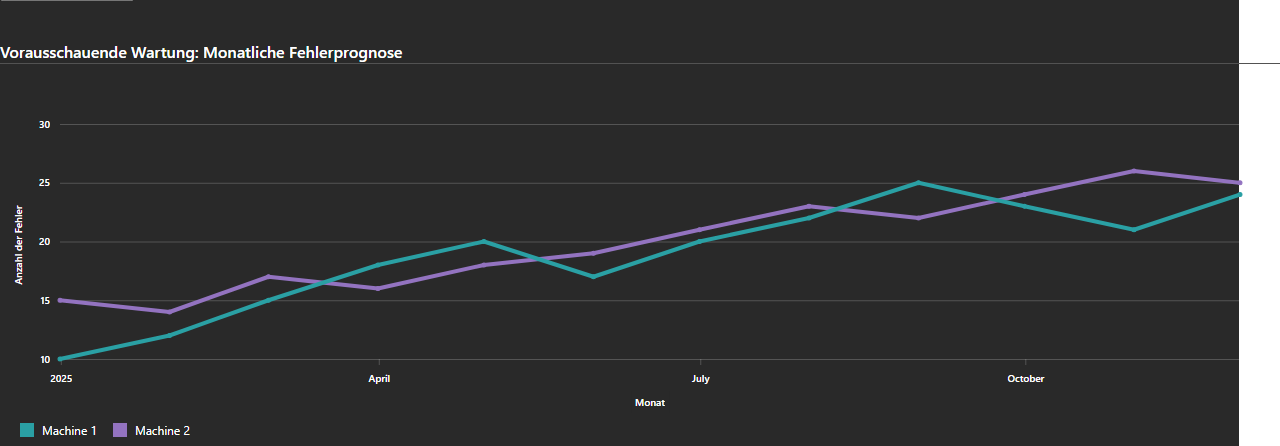 Vorausschauende Wartung: Monatliche Fehlerprognose
30
25
20
15
10
Anzahl der Fehler
2025 April July October
Monat
Machine 1 Machine 2